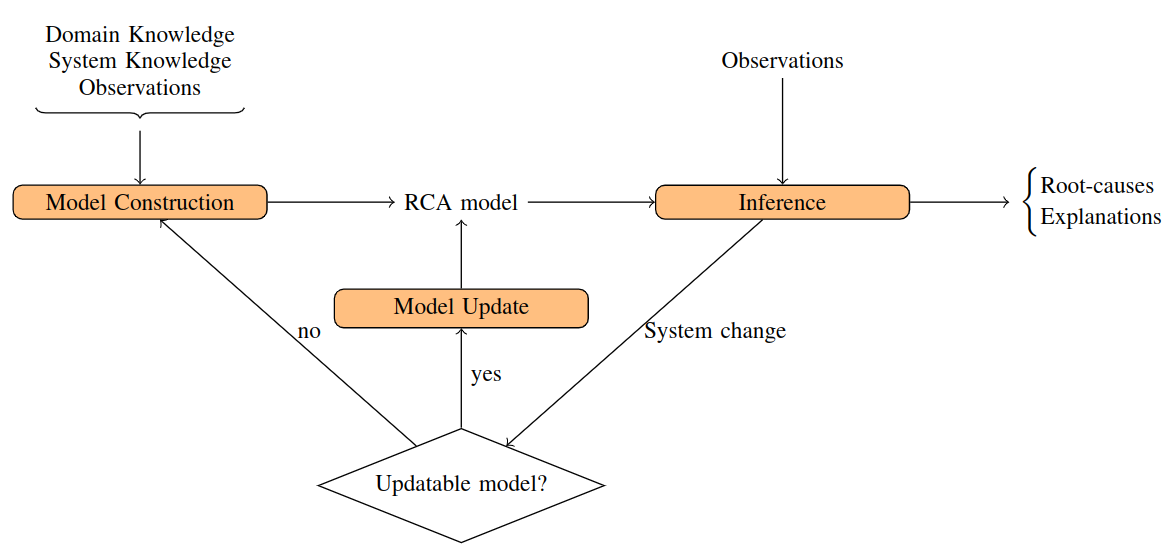 Domain Knowledge
System Knowledge
Observations
Observations
Model Construction
RCA model
Inference
Root-causes
Explanations
Model Update
no
System change
yes
Updatable model?